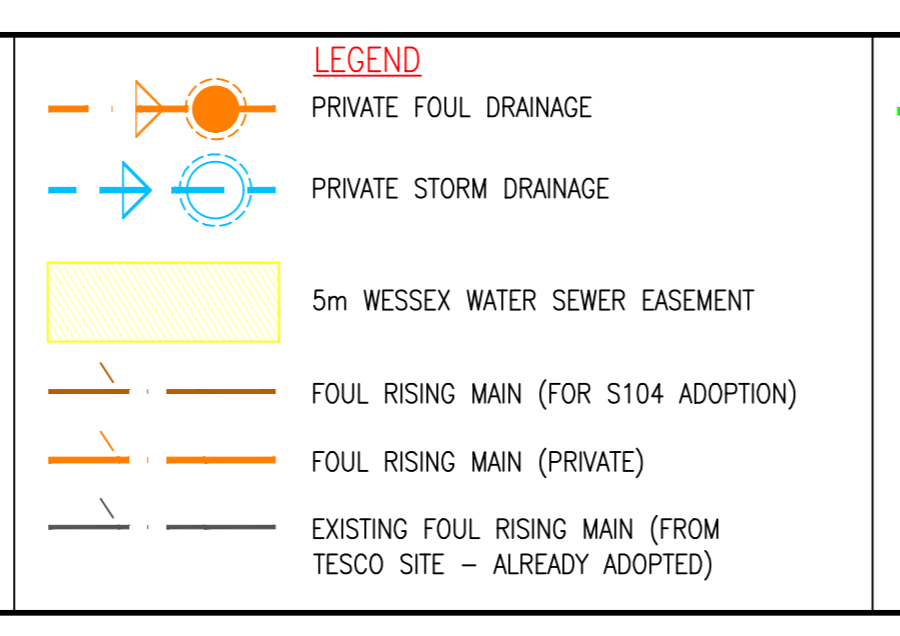 LEGEND
PRIVATE FOUL DRAINAGE
PRIVATE STORM DRAINAGE
5m WESSEX WATER SEWER EASEMENT
FOUL RISING MAIN (FOR S104 ADOPTION)
FOUL RISING MAIN (PRIVATE)
EXISTING FOUL RISING MAIN (FROM
TESCO SITE – ALREADY ADOPTED)